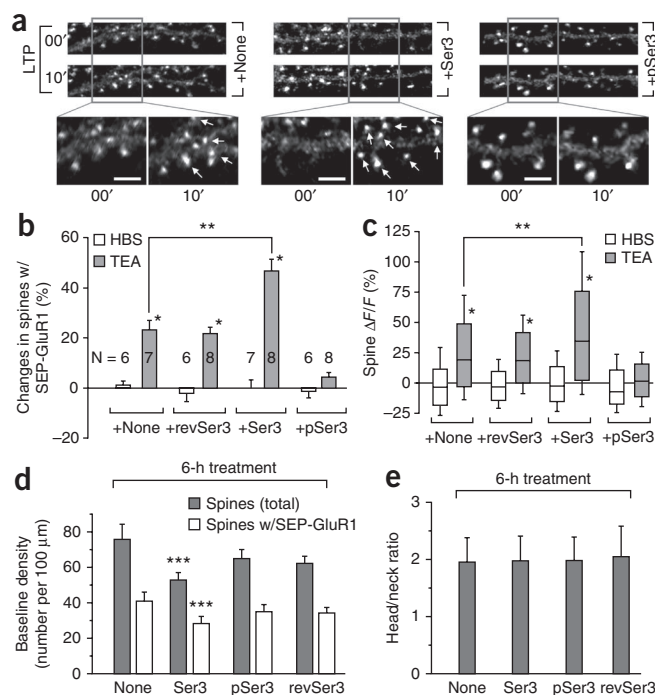 a
LTP
00′
10′
+None
+Ser3
+pSer3
00′ 10′
00′ 10′
00′ 10′
b
HBS
TEA
**
Changes in spines w/
SEP-GluR1 (%)
60
40
20
0
−20
* * *
N = 6 7 6 8 7 8 6 8
+None +revSer3 +Ser3 +pSer3
c
HBS
TEA
**
Spine ΔF/F (%)
125
100
75
50
25
0
−25
* * *
+None +revSer3 +Ser3 +pSer3
d
6-h treatment
Spines (total)
Spines w/SEP-GluR1
Baseline density
(number per 100 μm)
80
60
40
20
0
***
***
None Ser3 pSer3 revSer3
e
6-h treatment
Head/neck ratio
3
2
1
0
None Ser3 pSer3 revSer3